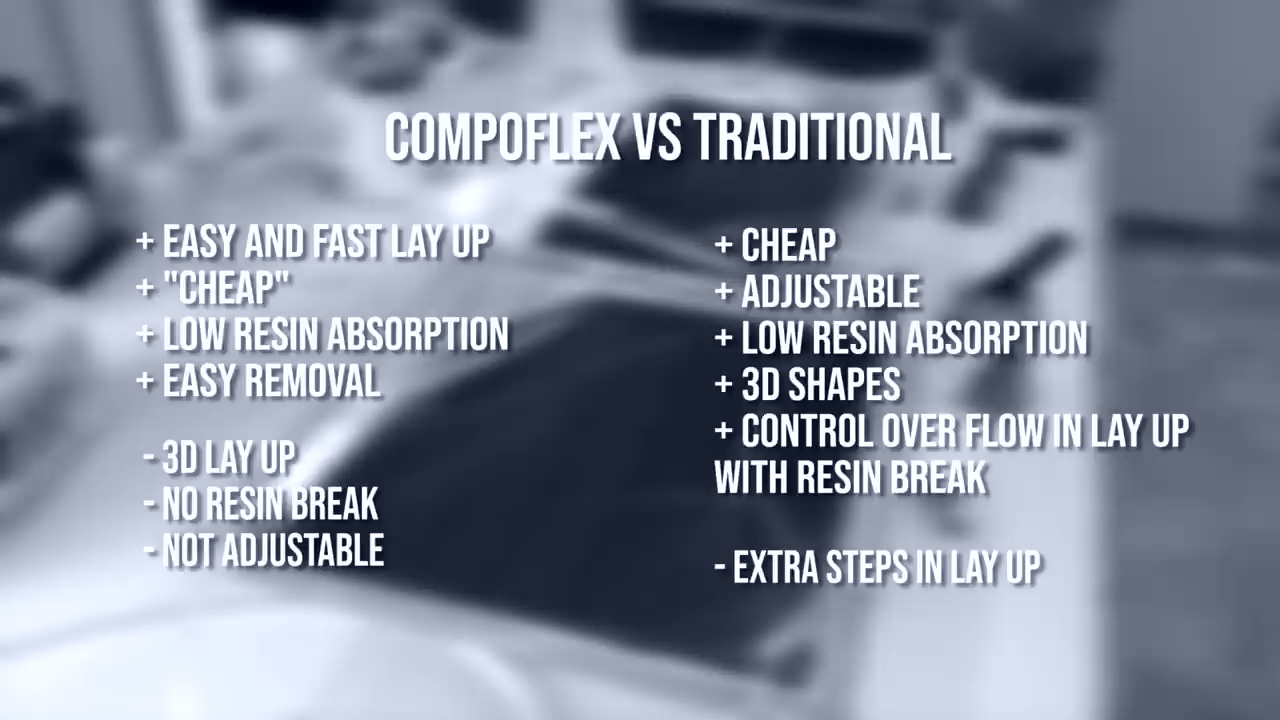 COMPOFLEX VS TRADITIONAL
+ EASY AND FAST LAY UP
+ "CHEAP"
+ LOW RESIN ABSORPTION
+ EASY REMOVAL
- 3D LAY UP
- NO RESIN BREAK
- NOT ADJUSTABLE
+ CHEAP
+ ADJUSTABLE
+ LOW RESIN ABSORPTION
+ 3D SHAPES
+ CONTROL OVER FLOW IN LAY UP
WITH RESIN BREAK
- EXTRA STEPS IN LAY UP